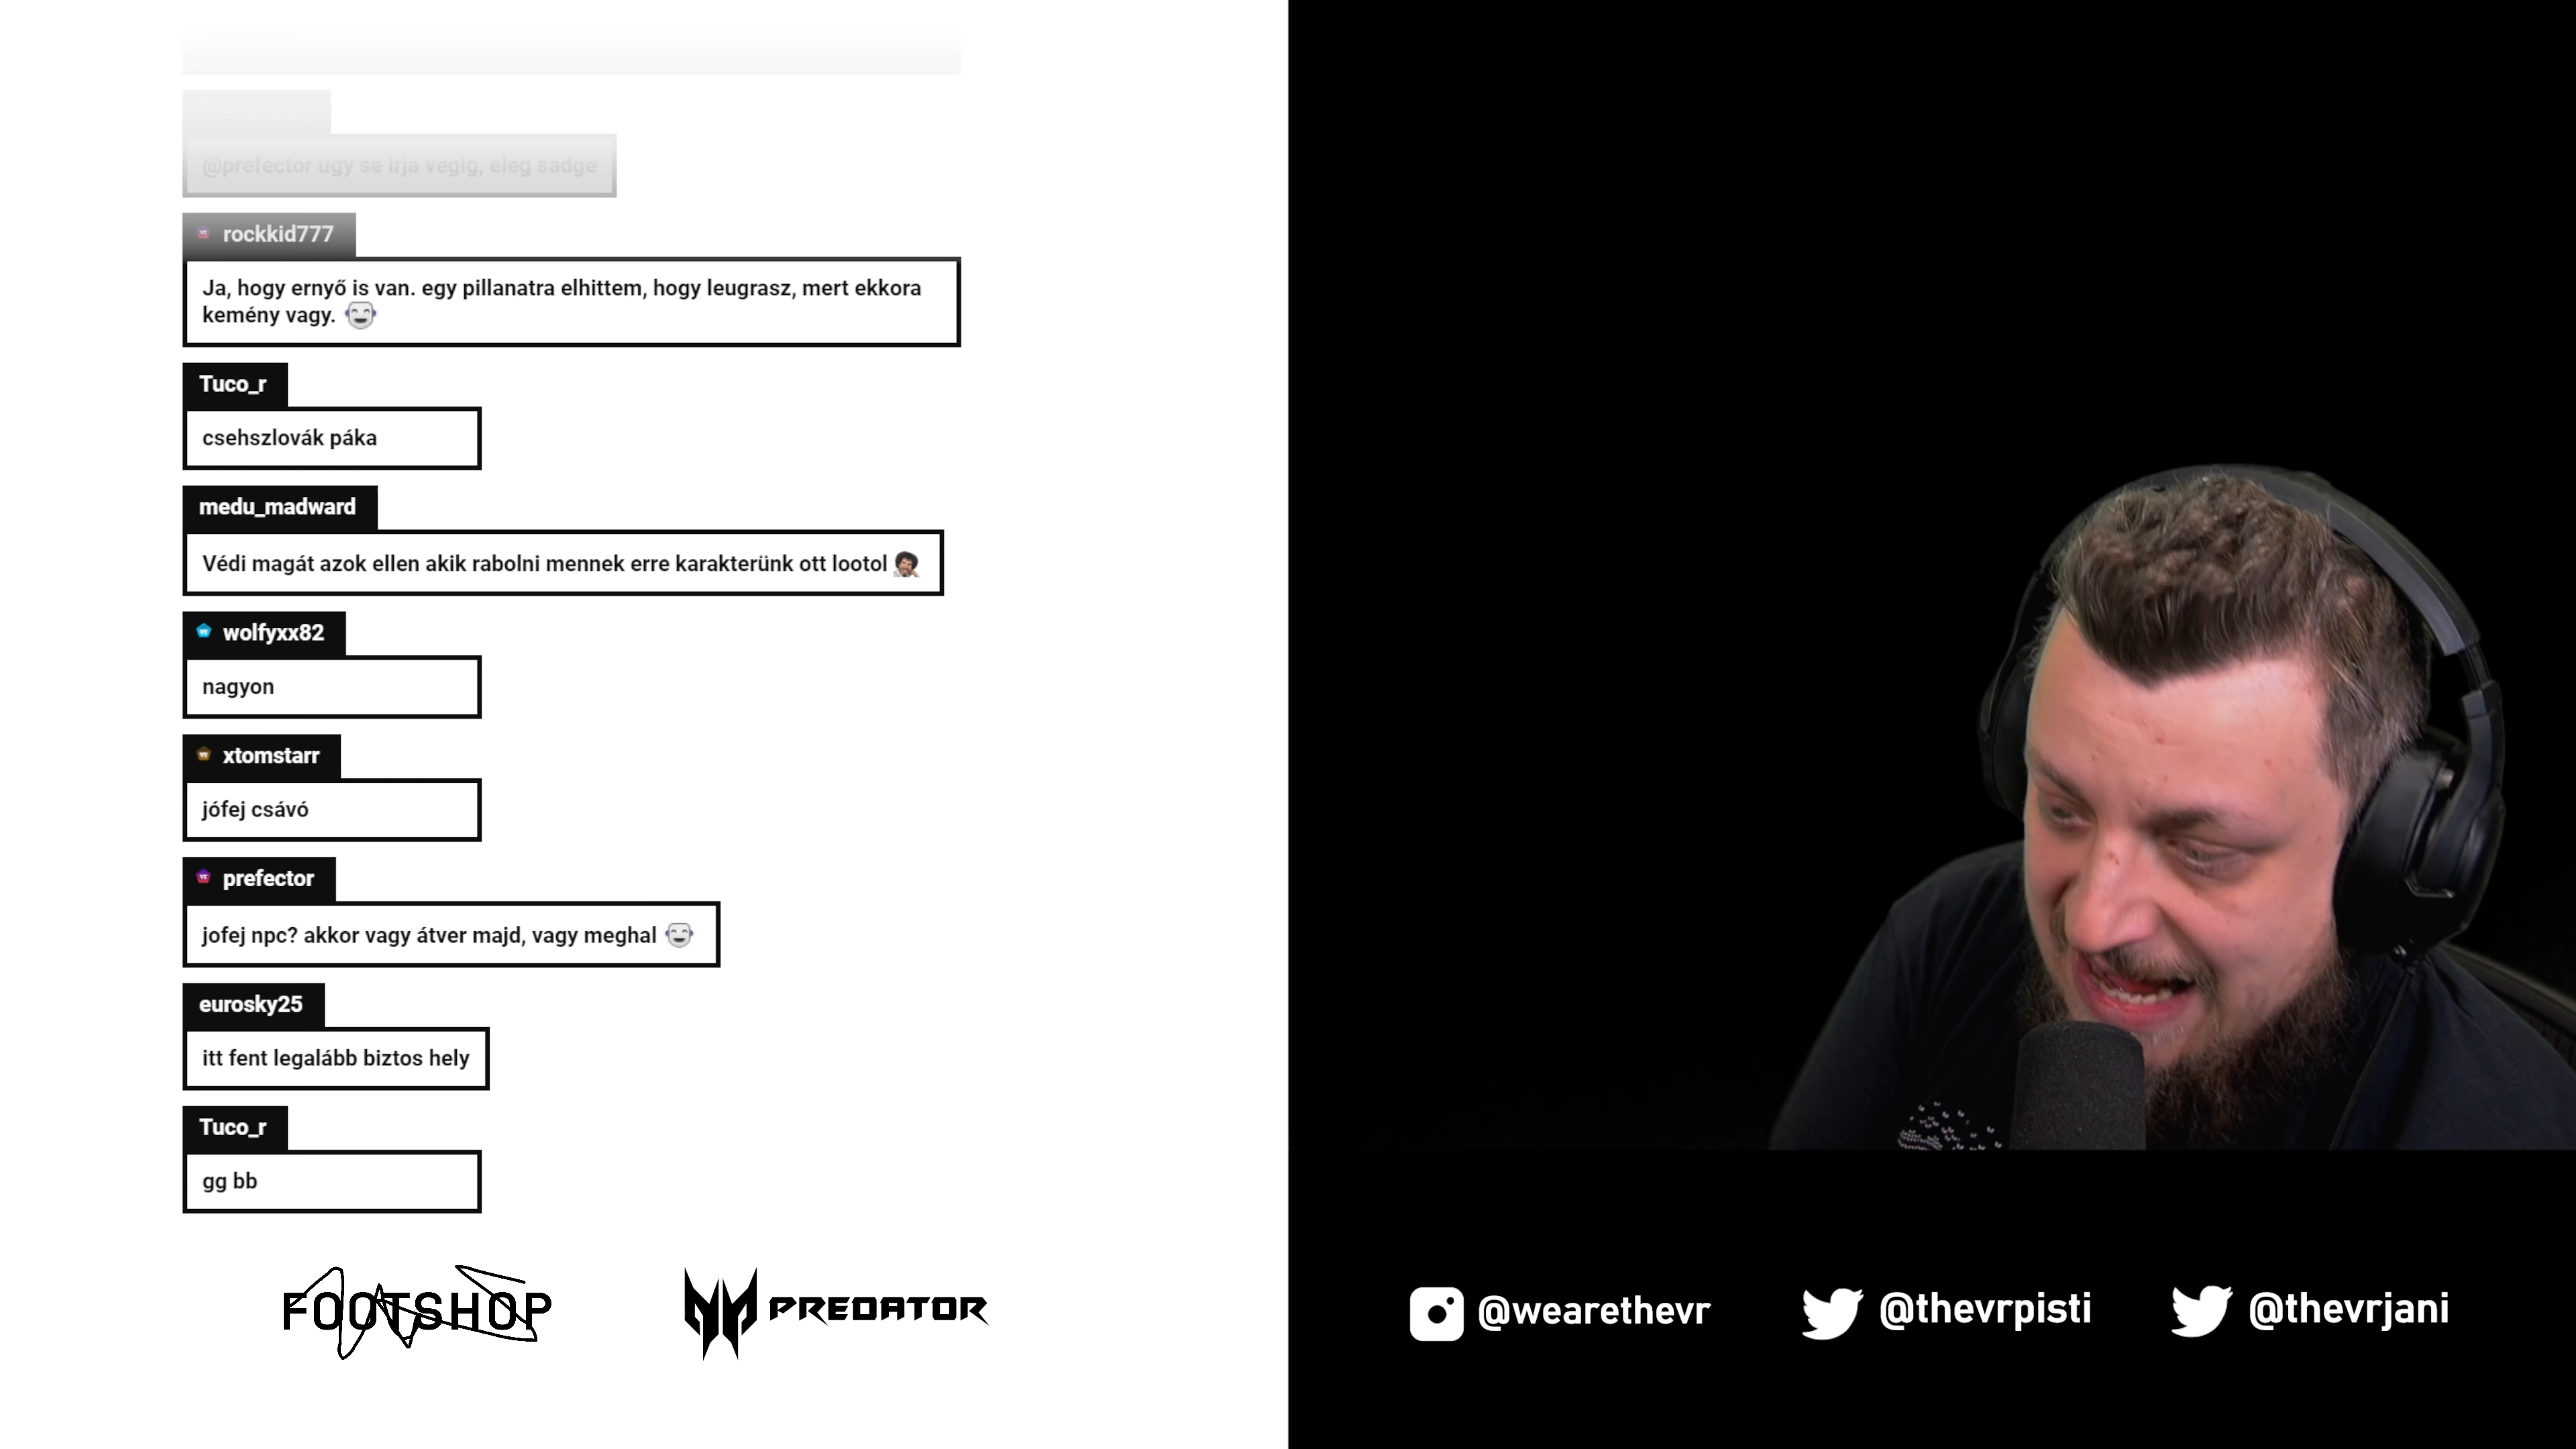 @prefector ugy se irja vegig, eleg sadge
rockkid777
Ja, hogy ernyő is van. egy pillanatra elhittem, hogy leugrasz, mert ekkora
kemény vagy.
Tuco_r
csehszlovák páka
medu_madward
Védi magát azok ellen akik rabolni mennek erre karakterünk ott lootol
wolfyxx82
nagyon
xtomstarr
jófej csávó
prefector
jofej npc? akkor vagy átver majd, vagy meghal
eurosky25
itt fent legalább biztos hely
Tuco_r
gg bb
FOOTSHOP
PREDATOR
@wearethevr
@thevrpisti
@thevrjani